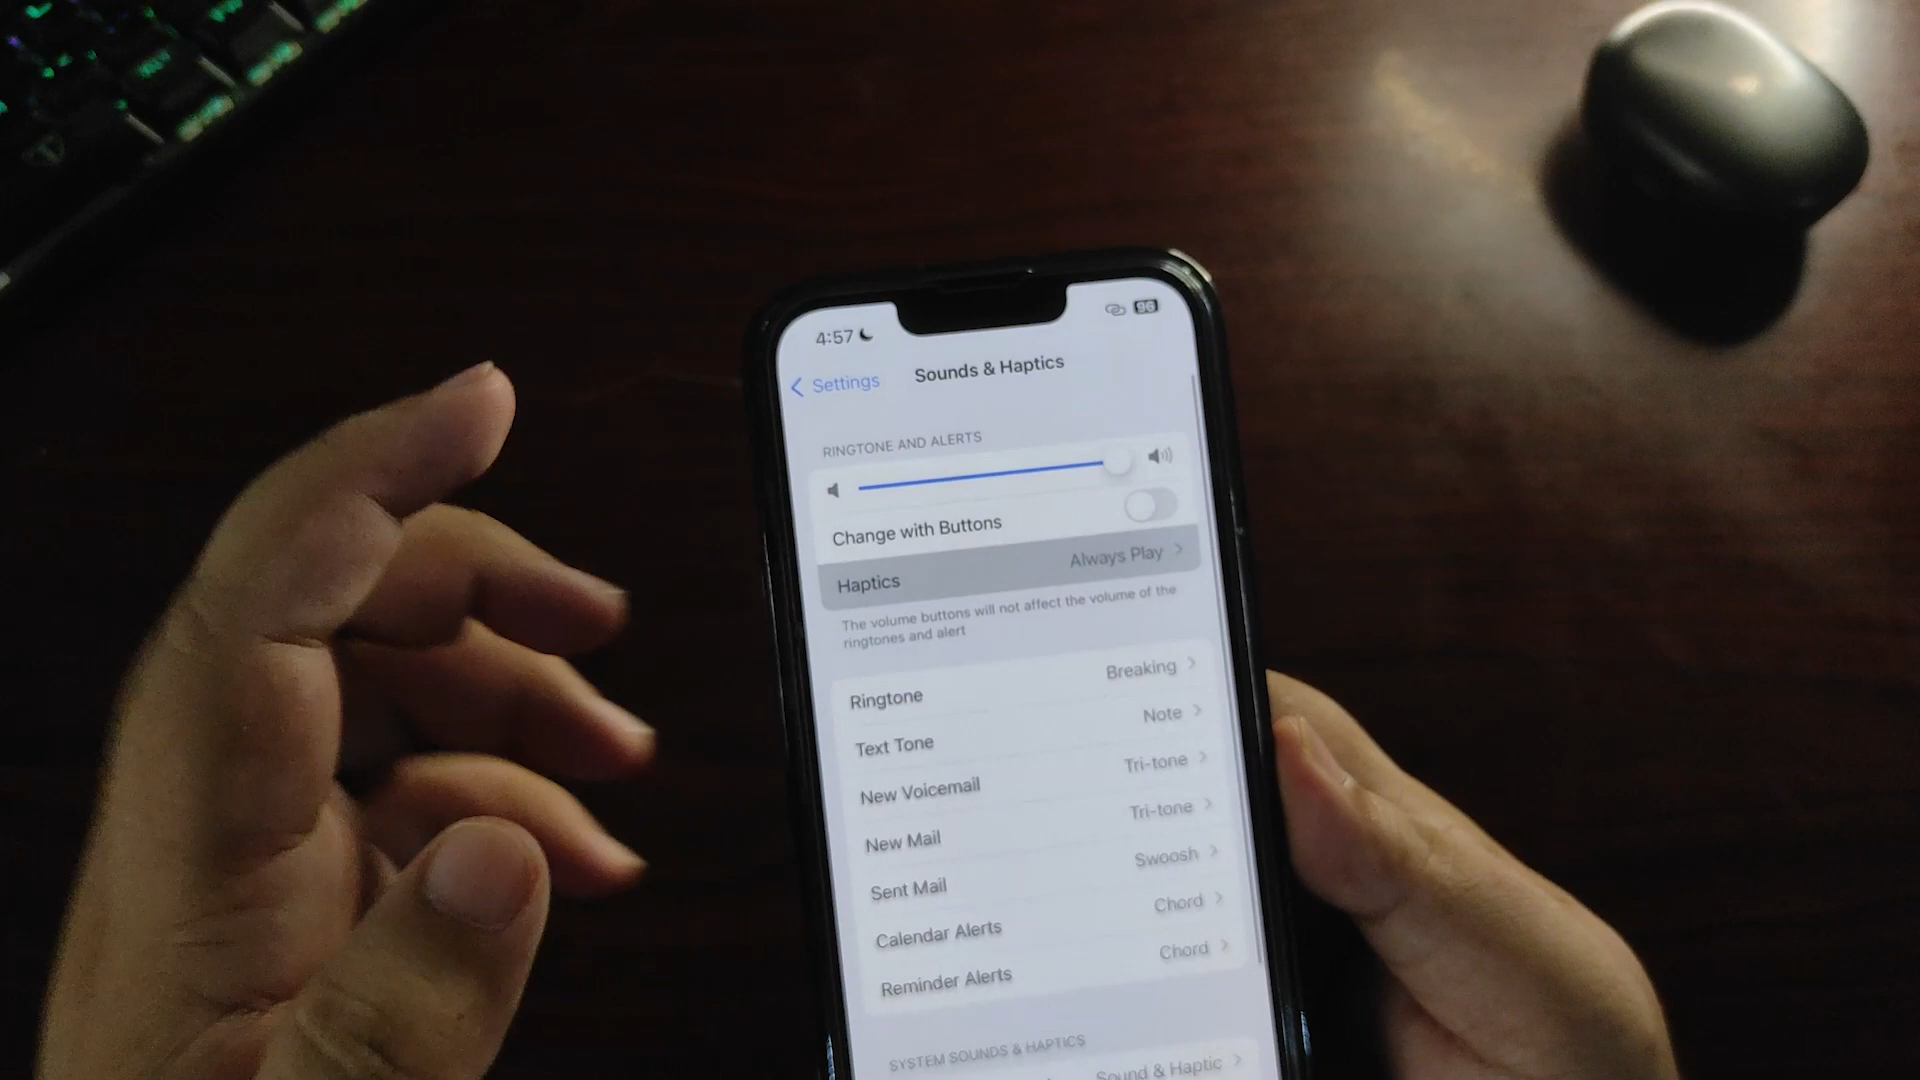 4:57
96
Settings
Sounds & Haptics
RINGTONE AND ALERTS
Change with Buttons
Haptics Always Play
The volume buttons will not affect the volume of the
ringtones and alert
Ringtone Breaking
Text Tone Note
New Voicemail Tri-tone
New Mail Tri-tone
Sent Mail Swoosh
Calendar Alerts Chord
Reminder Alerts Chord
SYSTEM SOUNDS & HAPTICS
Sound & Haptic